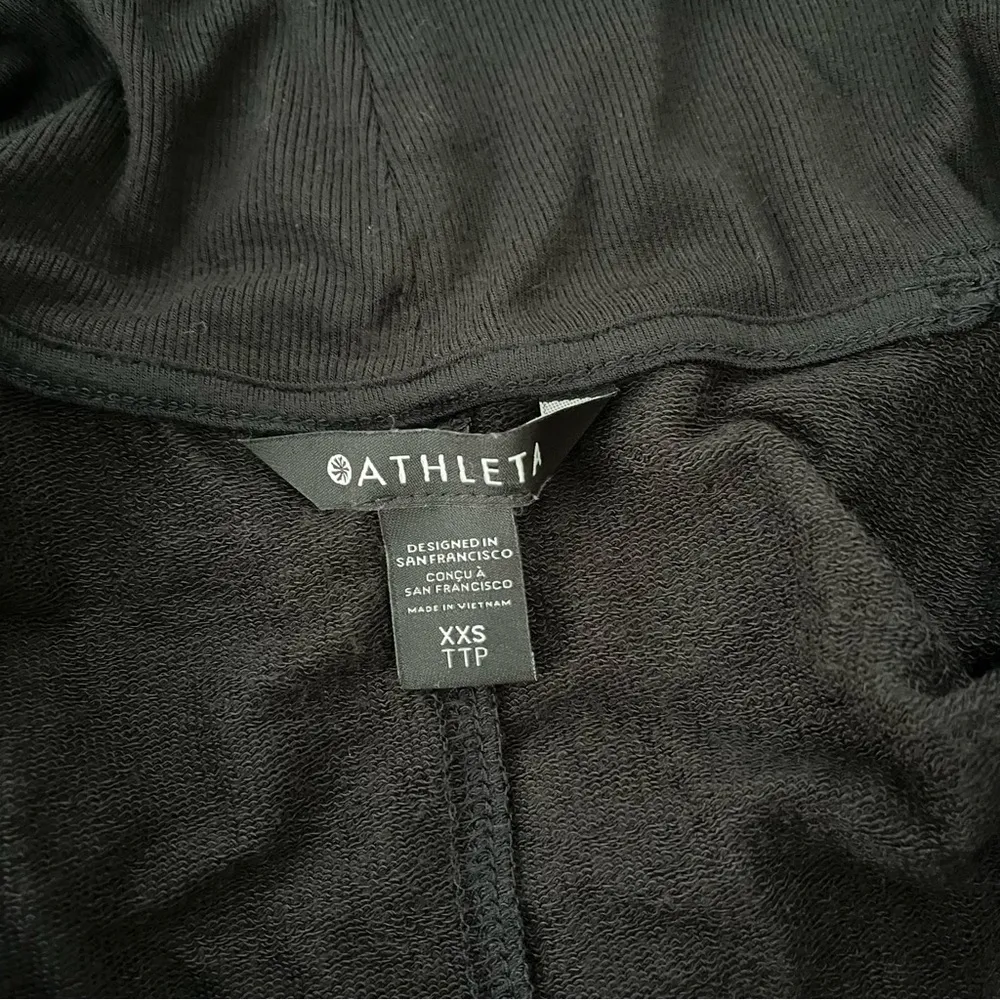 ATHLETA
DESIGNED IN
SAN FRANCISCO
CONÇU À
SAN FRANCISCO
MADE IN VIETNAM
XXS
TTP